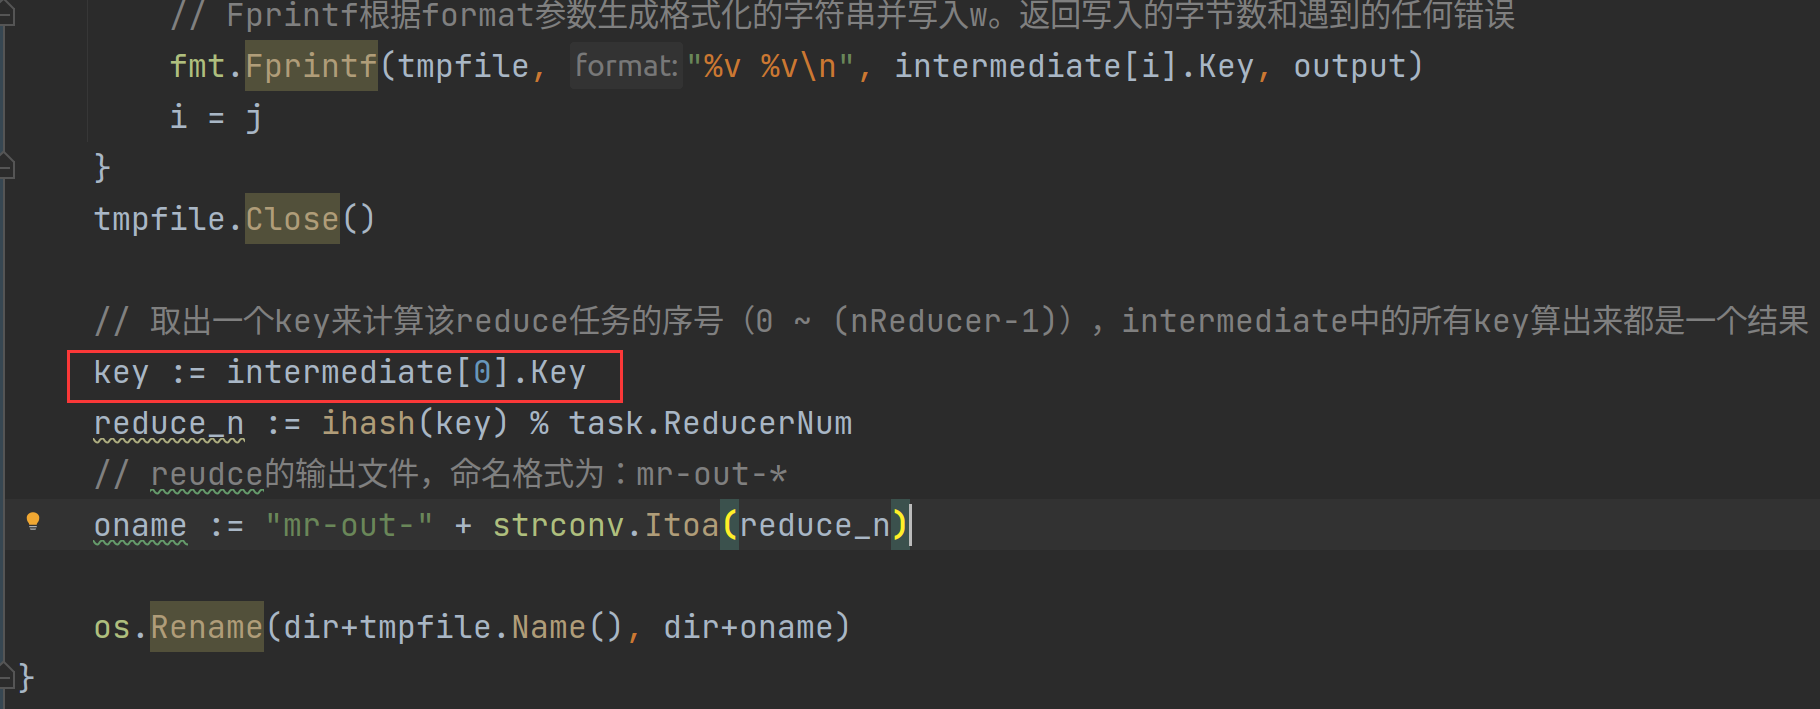 // Fprintf根据format参数生成格式化的字符串并写入w。返回写入的字节数和遇到的任何错误
fmt.Fprintf(tmpfile, format: "%v %v\n", intermediate[i].Key, output)
i = j
}
tmpfile.Close()
// 取出一个key来计算该reduce任务的序号（0 ~ (nReducer-1)），intermediate中的所有key算出来都是一个结果
key := intermediate[0].Key
reduce_n := ihash(key) % task.ReducerNum
// reudce的输出文件，命名格式为：mr-out-*
oname := "mr-out-" + strconv.Itoa(reduce_n)
os.Rename(dir+tmpfile.Name(), dir+oname)
}